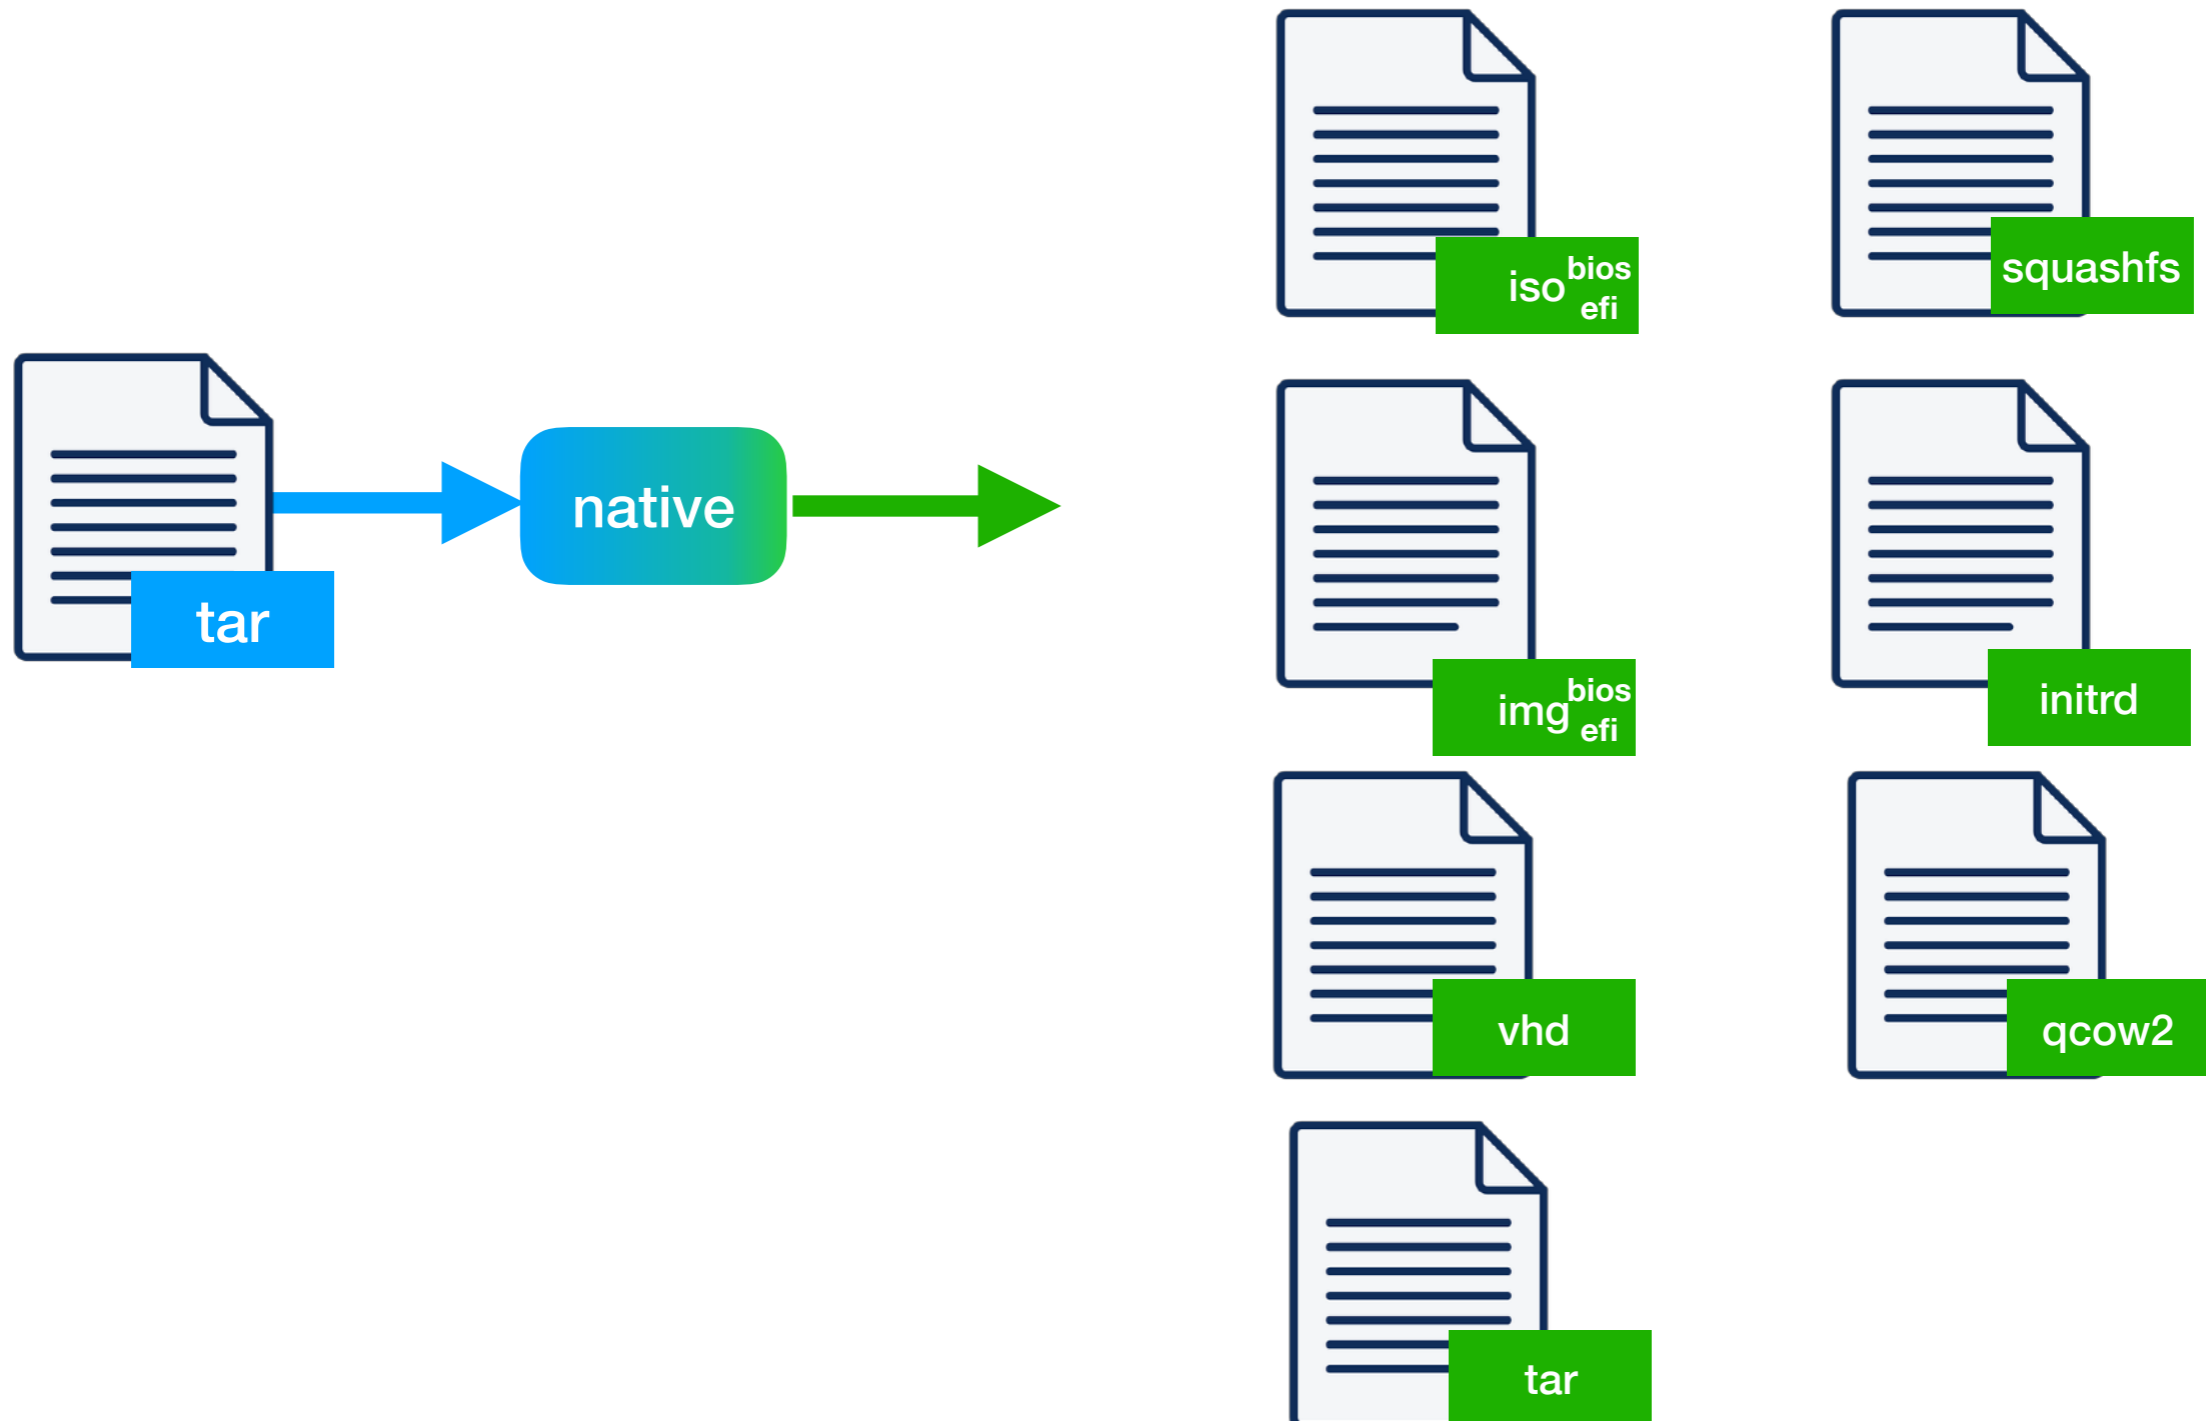 tar
native
iso bios
efi
squashfs
img bios
efi
initrd
vhd
qcow2
tar